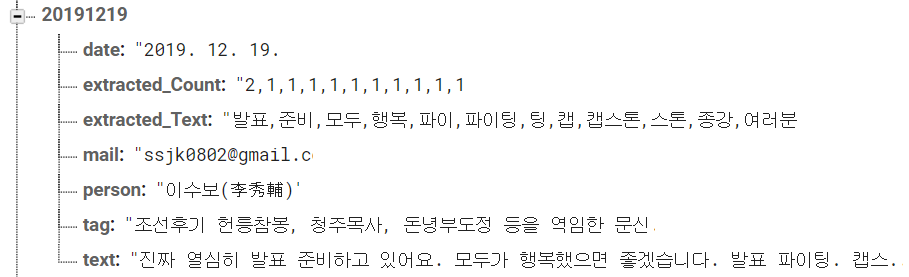 20191219
date: "2019. 12. 19.
extracted_Count: "2,1,1,1,1,1,1,1,1,1,1,1
extracted_Text: "발표,준비,모두,행복,파이,파이팅,팅,캡,캡스톤,스톤,종강,여러분
mail: "ssjk0802@gmail.c
person: "이수보(李秀輔)'
tag: "조선후기 헌릉참봉, 청주목사, 돈녕부도정 등을 역임한 문신
text: "진짜 열심히 발표 준비하고 있어요. 모두가 행복했으면 좋겠습니다. 발표 파이팅. 캡스.